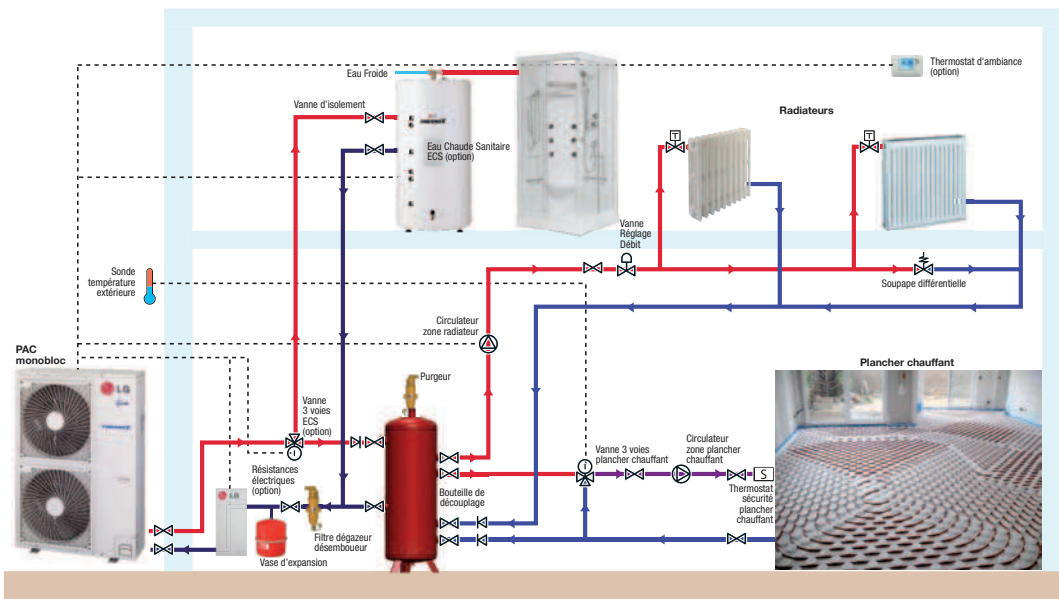 Eau Froide
Thermostat d'ambiance
(option)
Vanne d'isolement
Radiateurs
T
T
Eau Chaude Sanitaire
ECS (option)
Vanne
Réglage
Débit
Sonde
température
extérieure
Soupape différentielle
Circulateur
zone radiateur
PAC
monobloc
Plancher chauffant
LG
Purgeur
Vanne
3 voies
ECS
(option)
Vanne 3 voies
plancher chauffant
Circulateur
zone plancher
chauffant
i
S
Résistances
électriques
(option)
LG
Bouteille de
découplage
Thermostat
sécurité
plancher
chauffant
Filtre dégazeur
désemboueur
Vase d'expansion